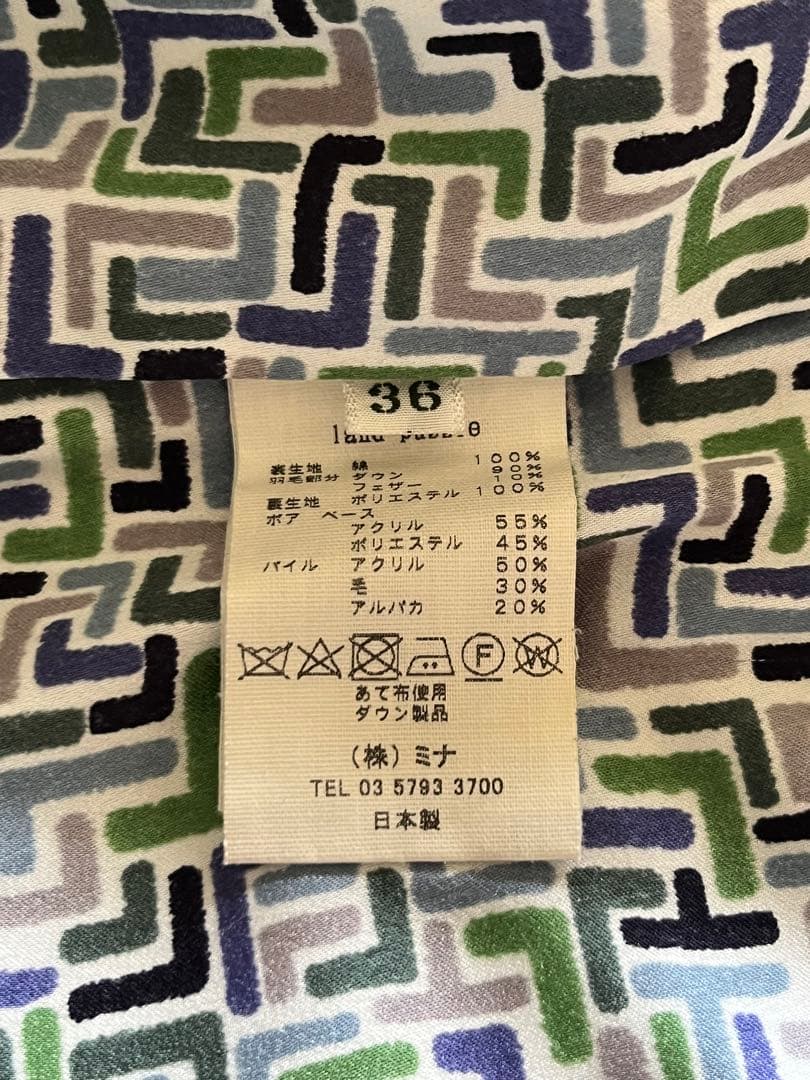 36
land puzzle
表生地 綿 100%
羽毛部分 ダウン 90%
フェザー 10%
裏生地 ポリエステル 100%
ボア ベース
アクリル 55%
ポリエステル 45%
パイル アクリル 50%
毛 30%
アルパカ 20%
F W
あて布使用
ダウン製品
(株)ミナ
TEL 03 5793 3700
日本製